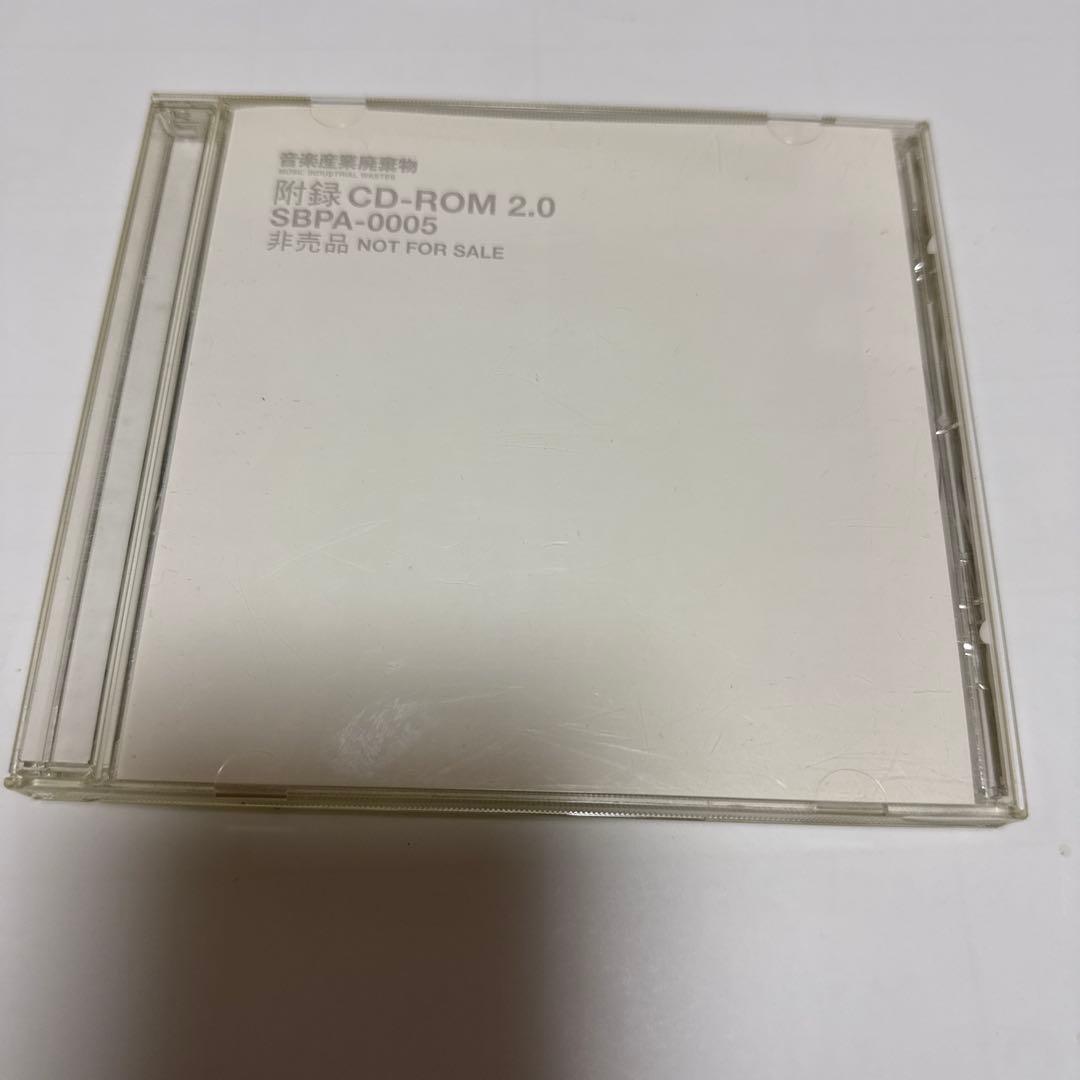 音楽産業廃棄物
MUSIC INDUSTRIAL WASTES
附録 CD-ROM 2.0
SBPA-0005
非売品 NOT FOR SALE